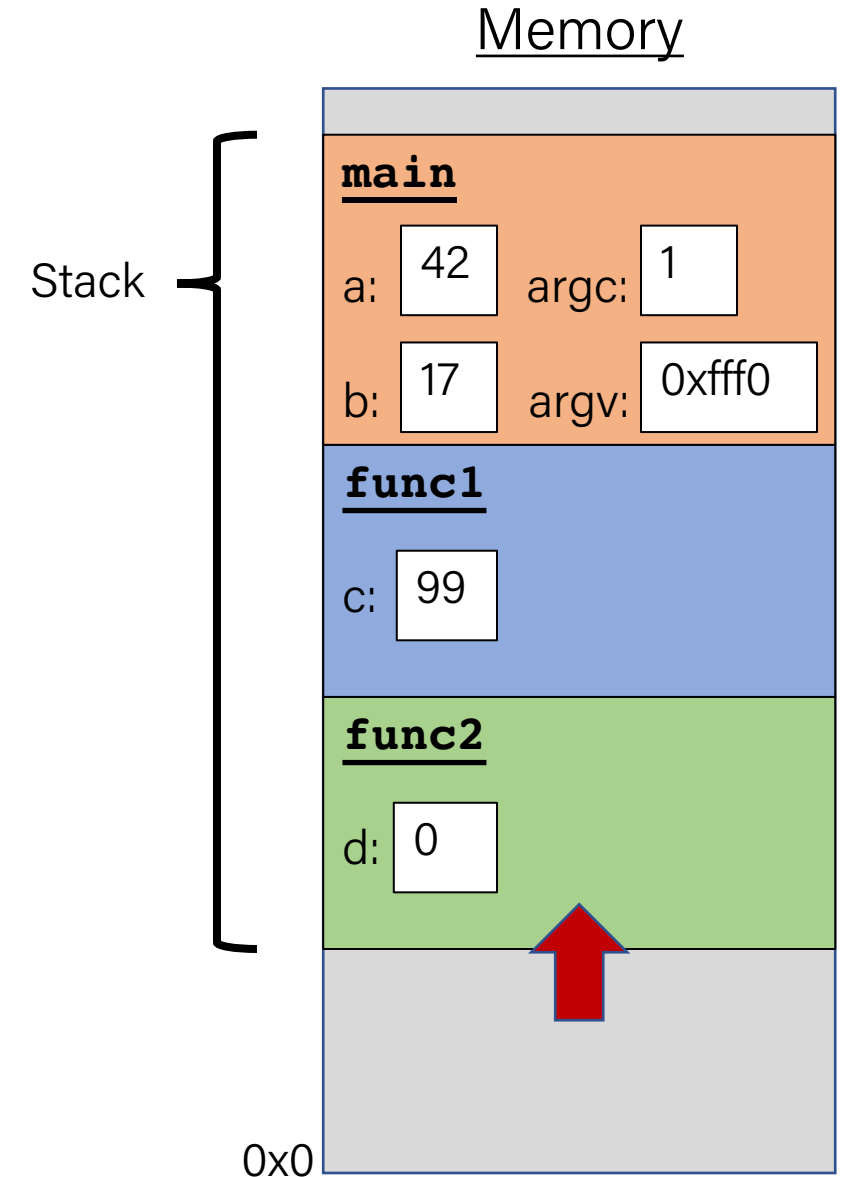 Memory
main
a: 42 argc: 1
Stack
b: 17 argv: 0xfff0
func1
c: 99
func2
d: 0
0x0